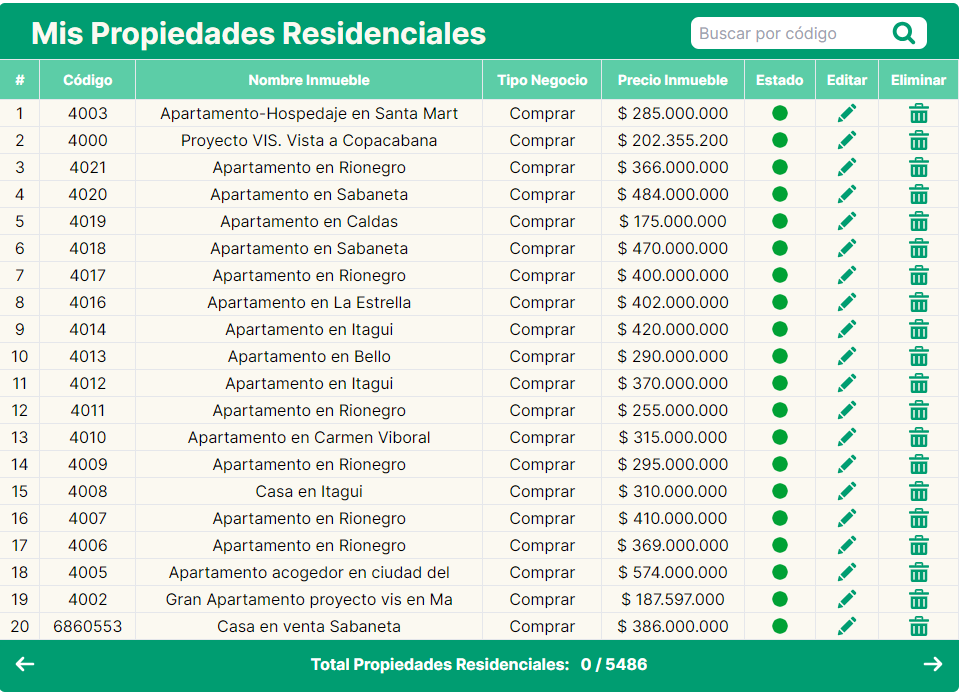 Mis Propiedades Residenciales
Buscar por código
# Código Nombre Inmueble Tipo Negocio Precio Inmueble Estado Editar Eliminar
1 4003 Apartamento-Hospedaje en Santa Mart Comprar $ 285.000.000
2 4000 Proyecto VIS. Vista a Copacabana Comprar $ 202.355.200
3 4021 Apartamento en Rionegro Comprar $ 366.000.000
4 4020 Apartamento en Sabaneta Comprar $ 484.000.000
5 4019 Apartamento en Caldas Comprar $ 175.000.000
6 4018 Apartamento en Sabaneta Comprar $ 470.000.000
7 4017 Apartamento en Rionegro Comprar $ 400.000.000
8 4016 Apartamento en La Estrella Comprar $ 402.000.000
9 4014 Apartamento en Itagui Comprar $ 420.000.000
10 4013 Apartamento en Bello Comprar $ 290.000.000
11 4012 Apartamento en Itagui Comprar $ 370.000.000
12 4011 Apartamento en Rionegro Comprar $ 255.000.000
13 4010 Apartamento en Carmen Viboral Comprar $ 315.000.000
14 4009 Apartamento en Rionegro Comprar $ 295.000.000
15 4008 Casa en Itagui Comprar $ 310.000.000
16 4007 Apartamento en Rionegro Comprar $ 410.000.000
17 4006 Apartamento en Rionegro Comprar $ 369.000.000
18 4005 Apartamento acogedor en ciudad del Comprar $ 574.000.000
19 4002 Gran Apartamento proyecto vis en Ma Comprar $ 187.597.000
20 6860553 Casa en venta Sabaneta Comprar $ 386.000.000
Total Propiedades Residenciales: 0 / 5486